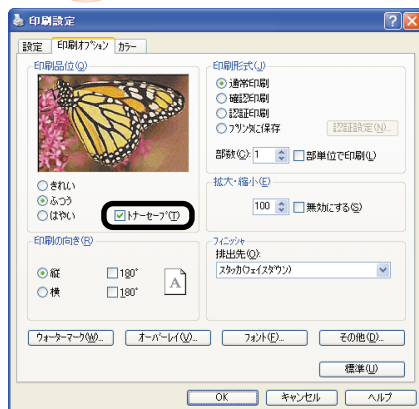 印刷設定
設定 印刷オプション カラー
印刷品位(Q)
きれい
ふつう
はやい
トナーセーブ(T)
印刷の向き(R)
縦 180°
横 180°
A
印刷形式(J)
通常印刷
確認印刷
認証印刷
プリンタに保存 認証設定(N)...
部数(C): 1 部単位で印刷(L)
拡大・縮小(E)
100 無効にする(S)
フィニッシャ
排出先(O):
スタッカ(フェイスダウン)
ウォーターマーク(W)... オーバーレイ(V)... フォント(F)... その他(D)...
標準(U)
OK キャンセル ヘルプ